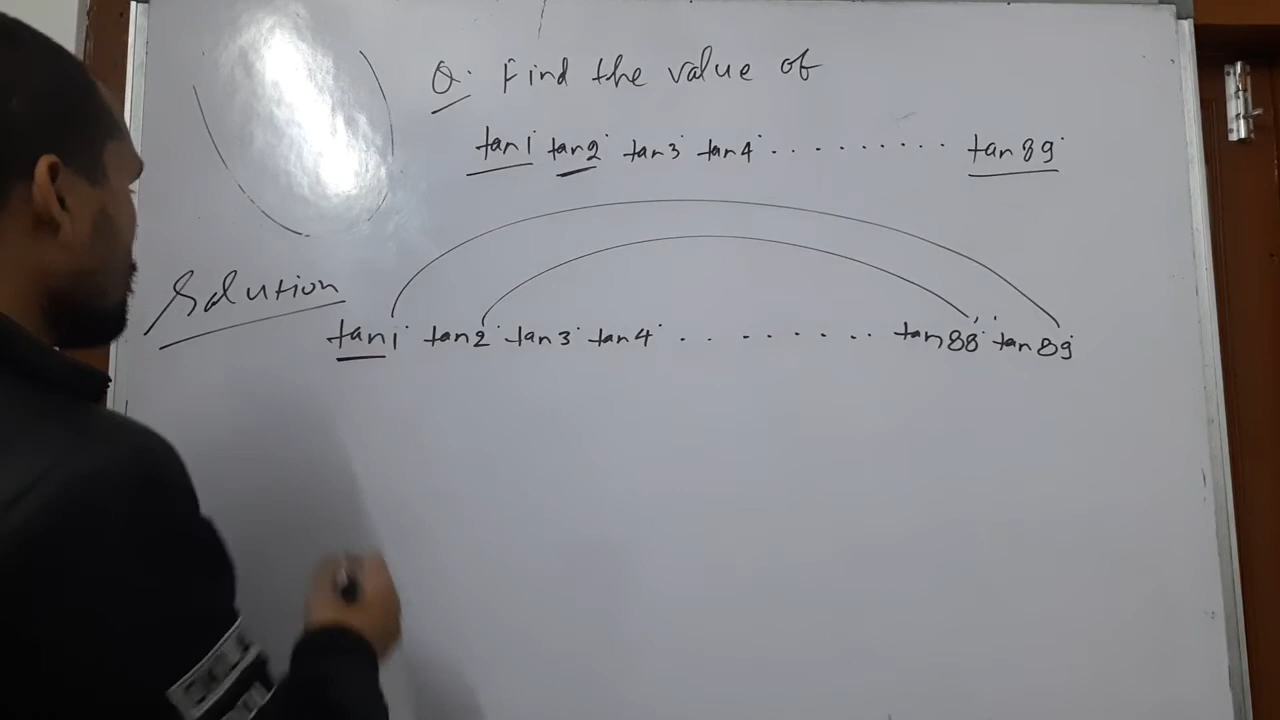 Q. Find the value of
tan1° tan2° tan3° tan4° . . . . . . . . . tan89°
Solution
tan1° tan2° tan3° tan4° . . . . . . . . tan88° tan89°